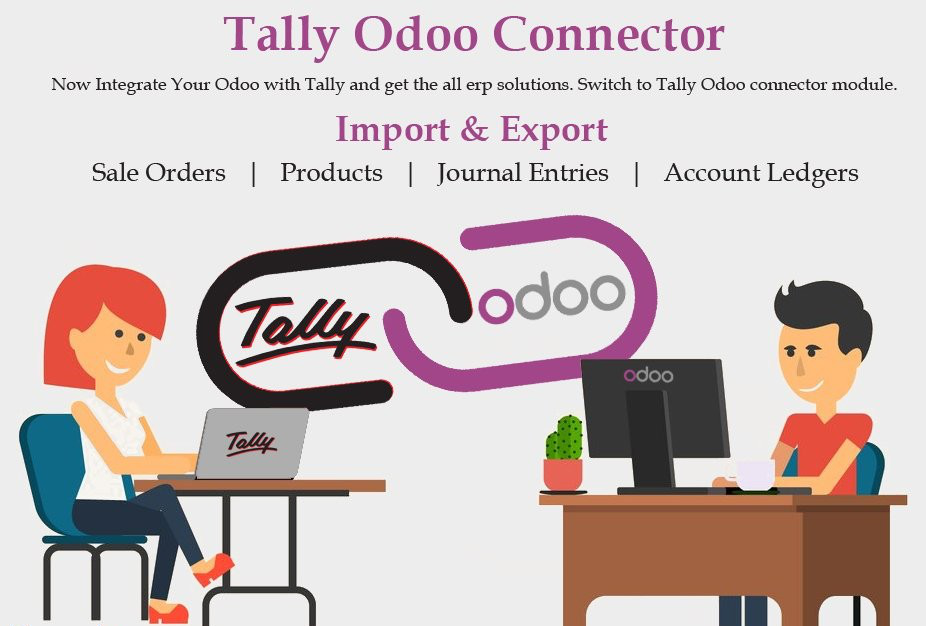 Tally Odoo Connector
Now Integrate Your Odoo with Tally and get the all erp solutions. Switch to Tally Odoo connector module.
Import & Export
Sale Orders | Products | Journal Entries | Account Ledgers
Tally
odoo
odoo
Tally